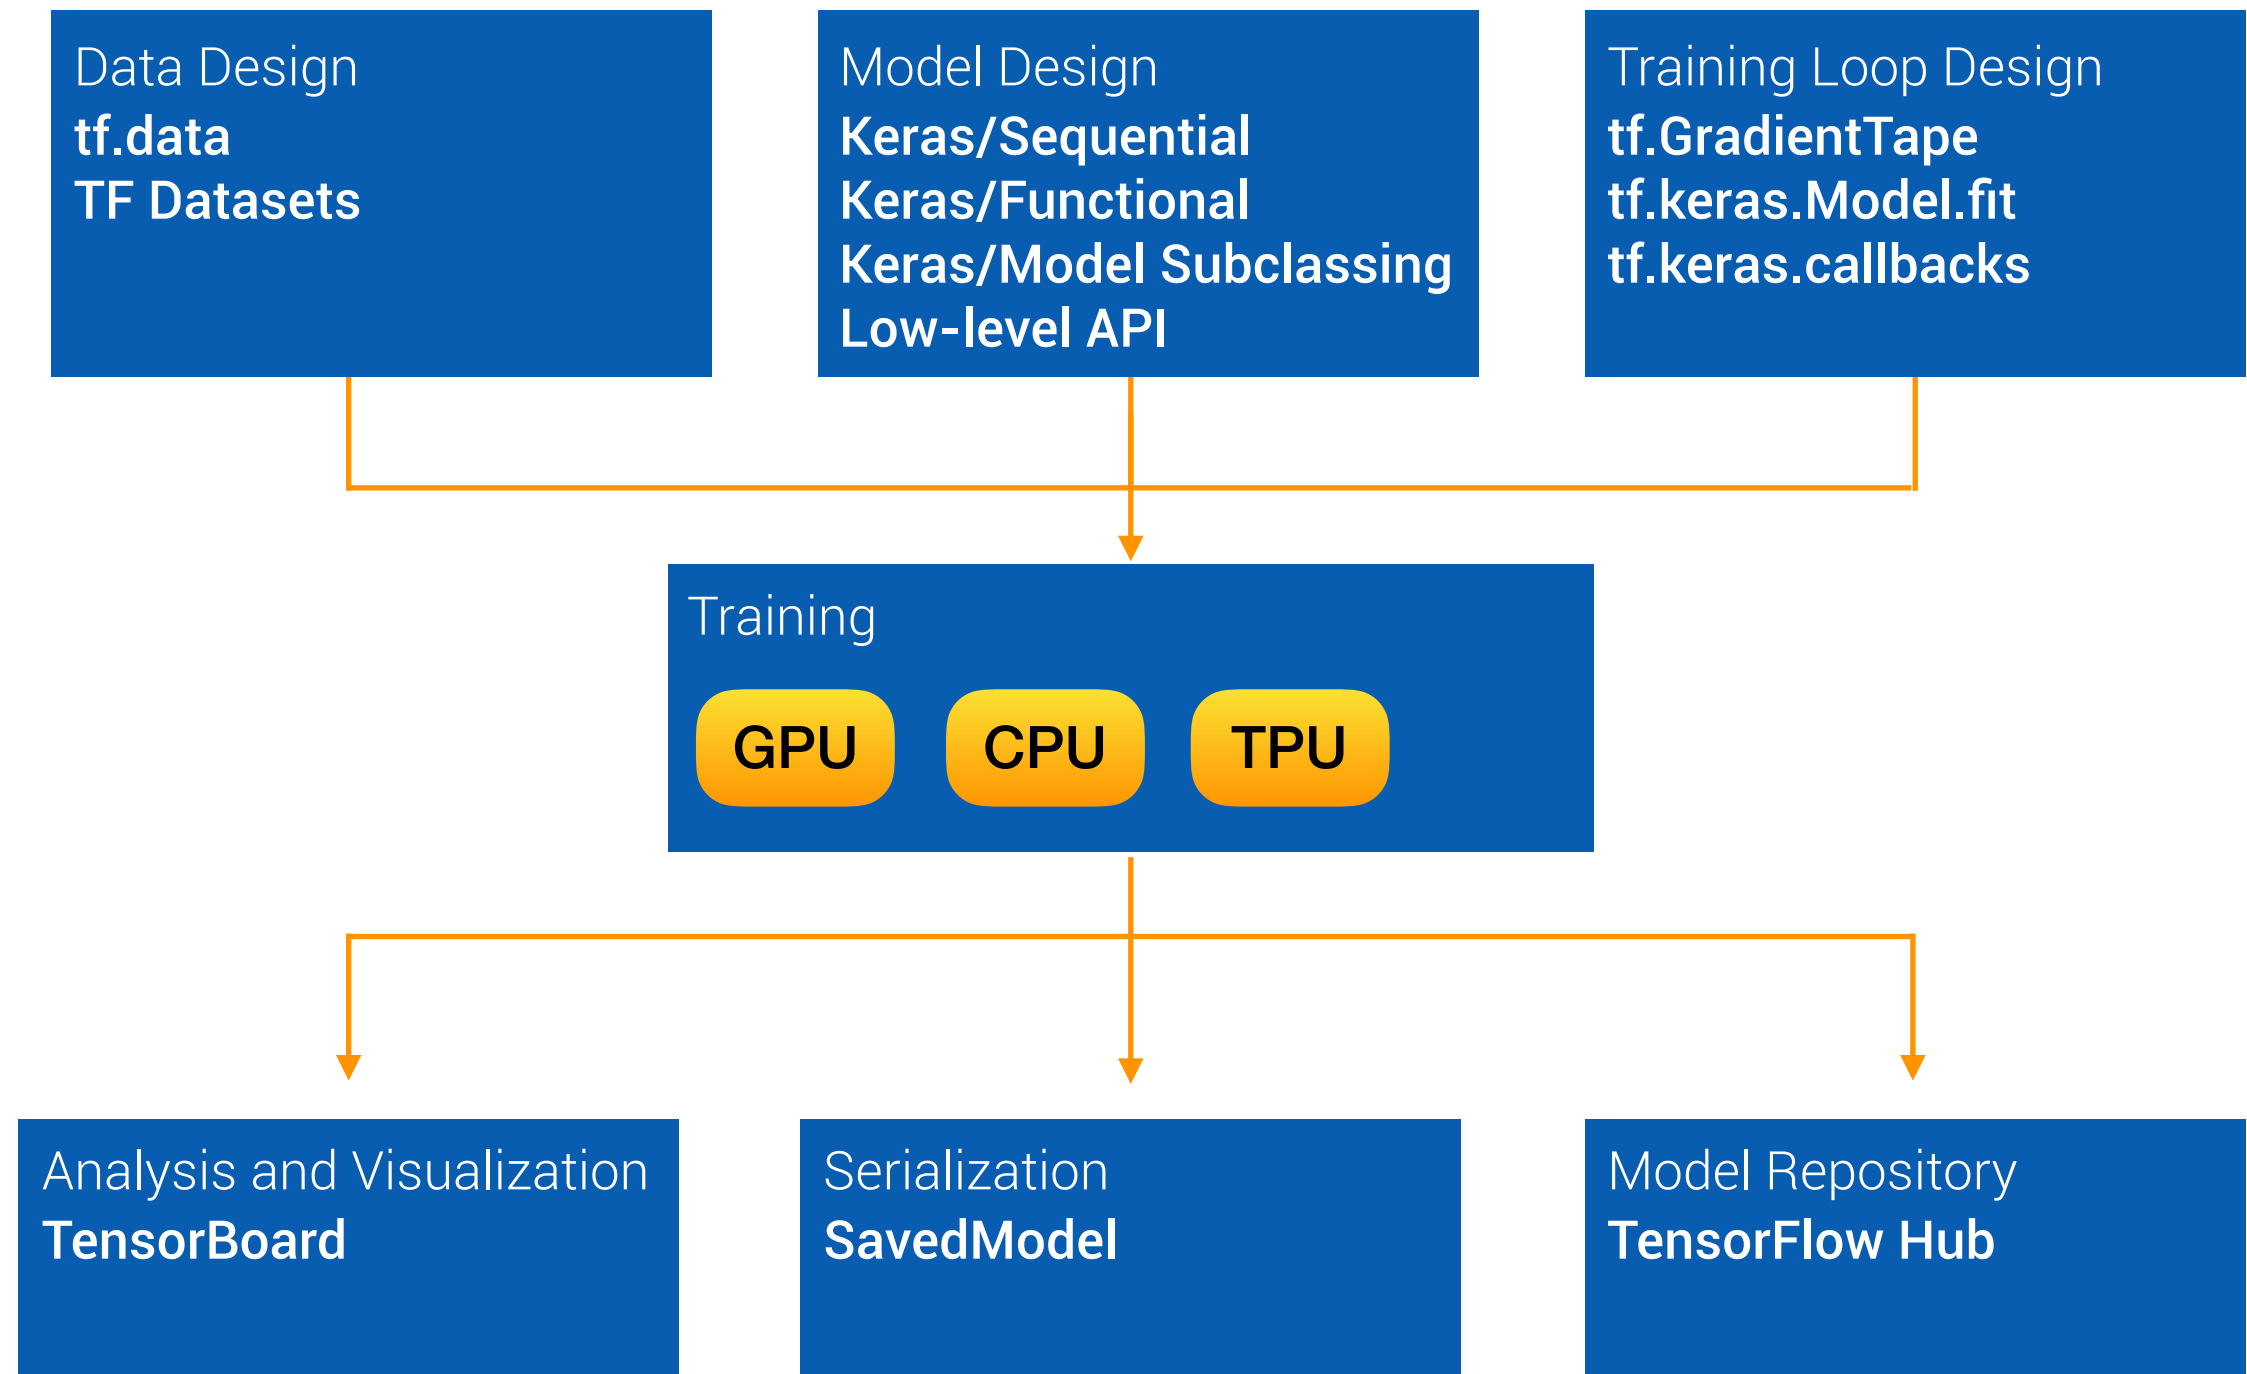 Data Design
tf.data
TF Datasets
Model Design
Keras/Sequential
Keras/Functional
Keras/Model Subclassing
Low-level API
Training Loop Design
tf.GradientTape
tf.keras.Model.fit
tf.keras.callbacks
Training
GPU
CPU
TPU
Analysis and Visualization
TensorBoard
Serialization
SavedModel
Model Repository
TensorFlow Hub